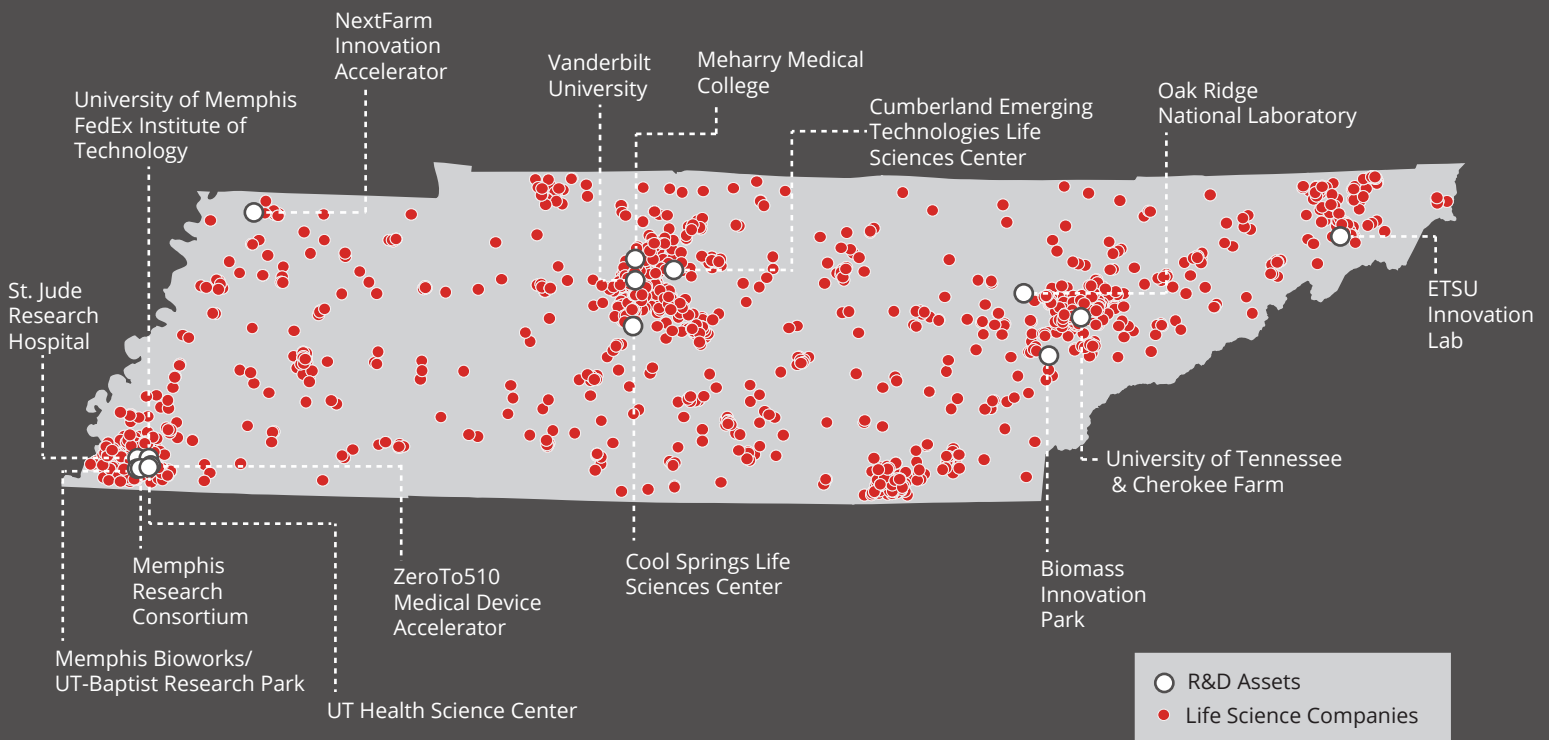 NextFarm
Innovation
Accelerator
University of Memphis
FedEx Institute of
Technology
Vanderbilt
University
Meharry Medical
College
Cumberland Emerging
Technologies Life
Sciences Center
Oak Ridge
National Laboratory
St. Jude
Research
Hospital
ETSU
Innovation
Lab
University of Tennessee
& Cherokee Farm
Memphis
Research
Consortium
ZeroTo510
Medical Device
Accelerator
Cool Springs Life
Sciences Center
Biomass
Innovation
Park
Memphis Bioworks/
UT-Baptist Research Park
UT Health Science Center
R&D Assets
Life Science Companies